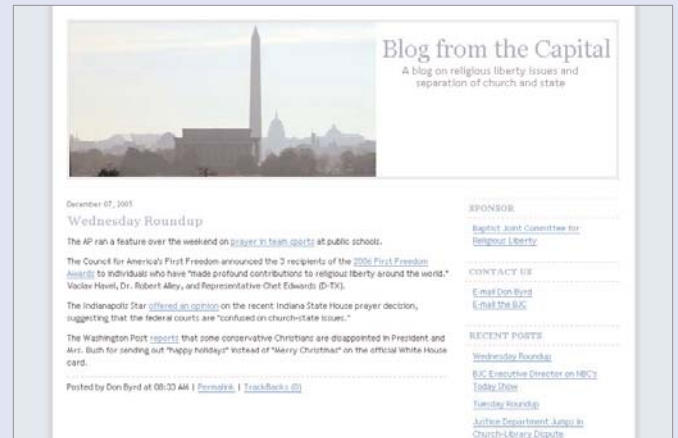 Blog from the Capital
A blog on religious liberty issues and
separation of church and state
December 07, 2005
Wednesday Roundup
The AP ran a feature over the weekend on prayer in team sports at public schools.
The Council for America's First Freedom announced the 3 recipients of the 2006 First Freedom
Awards to individuals who have "made profound contributions to religious liberty around the world."
Vaclav Havel, Dr. Robert Alley, and Representative Chet Edwards (D-TX).
The Indianapolis Star offered an opinion on the recent Indiana State House prayer decision,
suggesting that the federal courts are "confused on church-state issues."
The Washington Post reports that some conservative Christians are disappointed in President and
Mrs. Bush for sending out "happy holidays" instead of "Merry Christmas" on the official White House
card.
Posted by Don Byrd at 08:33 AM | Permalink | TrackBacks (0)
SPONSOR
Baptist Joint Committee for
Religious Liberty
CONTACT US
E-mail Don Byrd
E-mail the BJC
RECENT POSTS
Wednesday Roundup
BJC Executive Director on NBC's
Today Show
Tuesday Roundup
Justice Department Jumps in
Church-Library Dispute